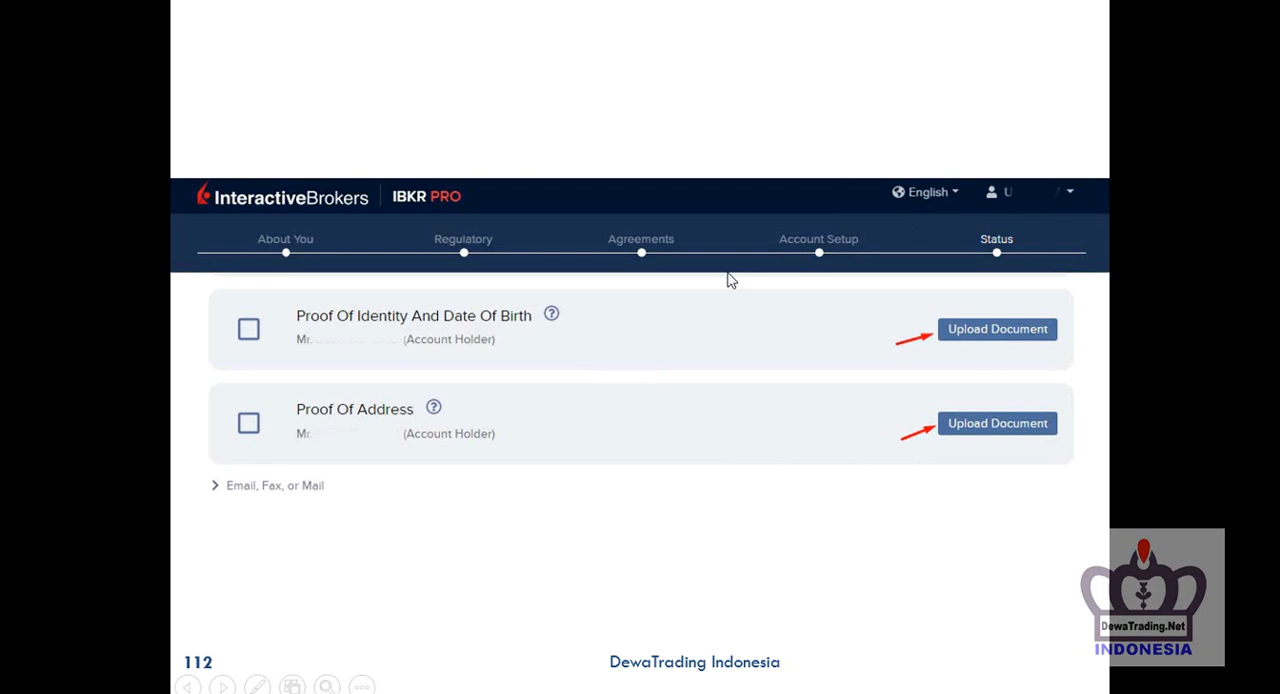 InteractiveBrokers IBKR PRO English U
About You Regulatory Agreements Account Setup Status
Proof Of Identity And Date Of Birth
Mr. (Account Holder)
Upload Document
Proof Of Address
Mr. (Account Holder)
Upload Document
Email, Fax, or Mail
DewaTrading.Net
INDONESIA
112
DewaTrading Indonesia